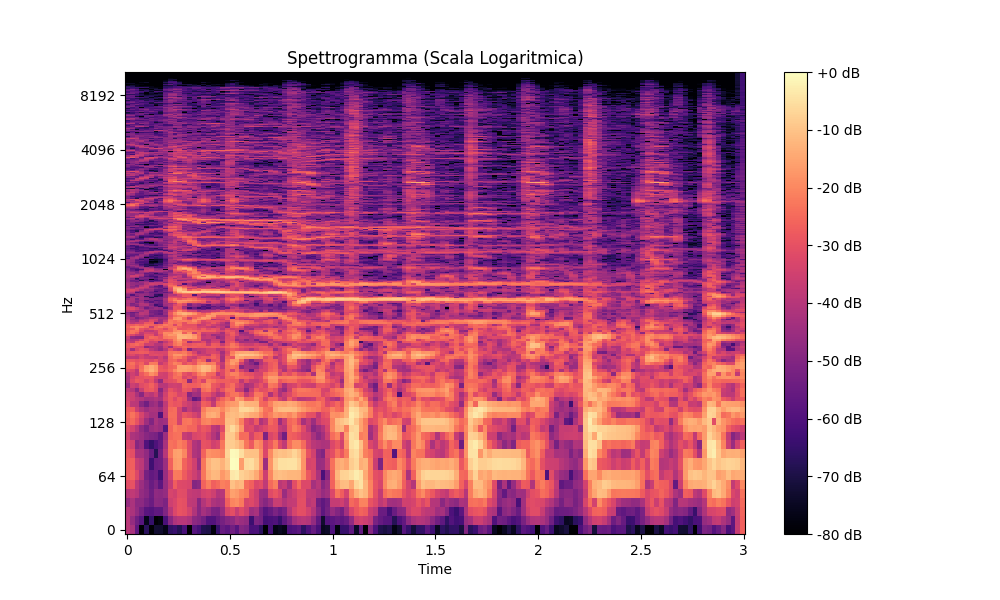 Spettrogramma (Scala Logaritmica)
Hz
8192
4096
2048
1024
512
256
128
64
0
0
0.5
1
1.5
2
2.5
3
Time
+0 dB
-10 dB
-20 dB
-30 dB
-40 dB
-50 dB
-60 dB
-70 dB
-80 dB